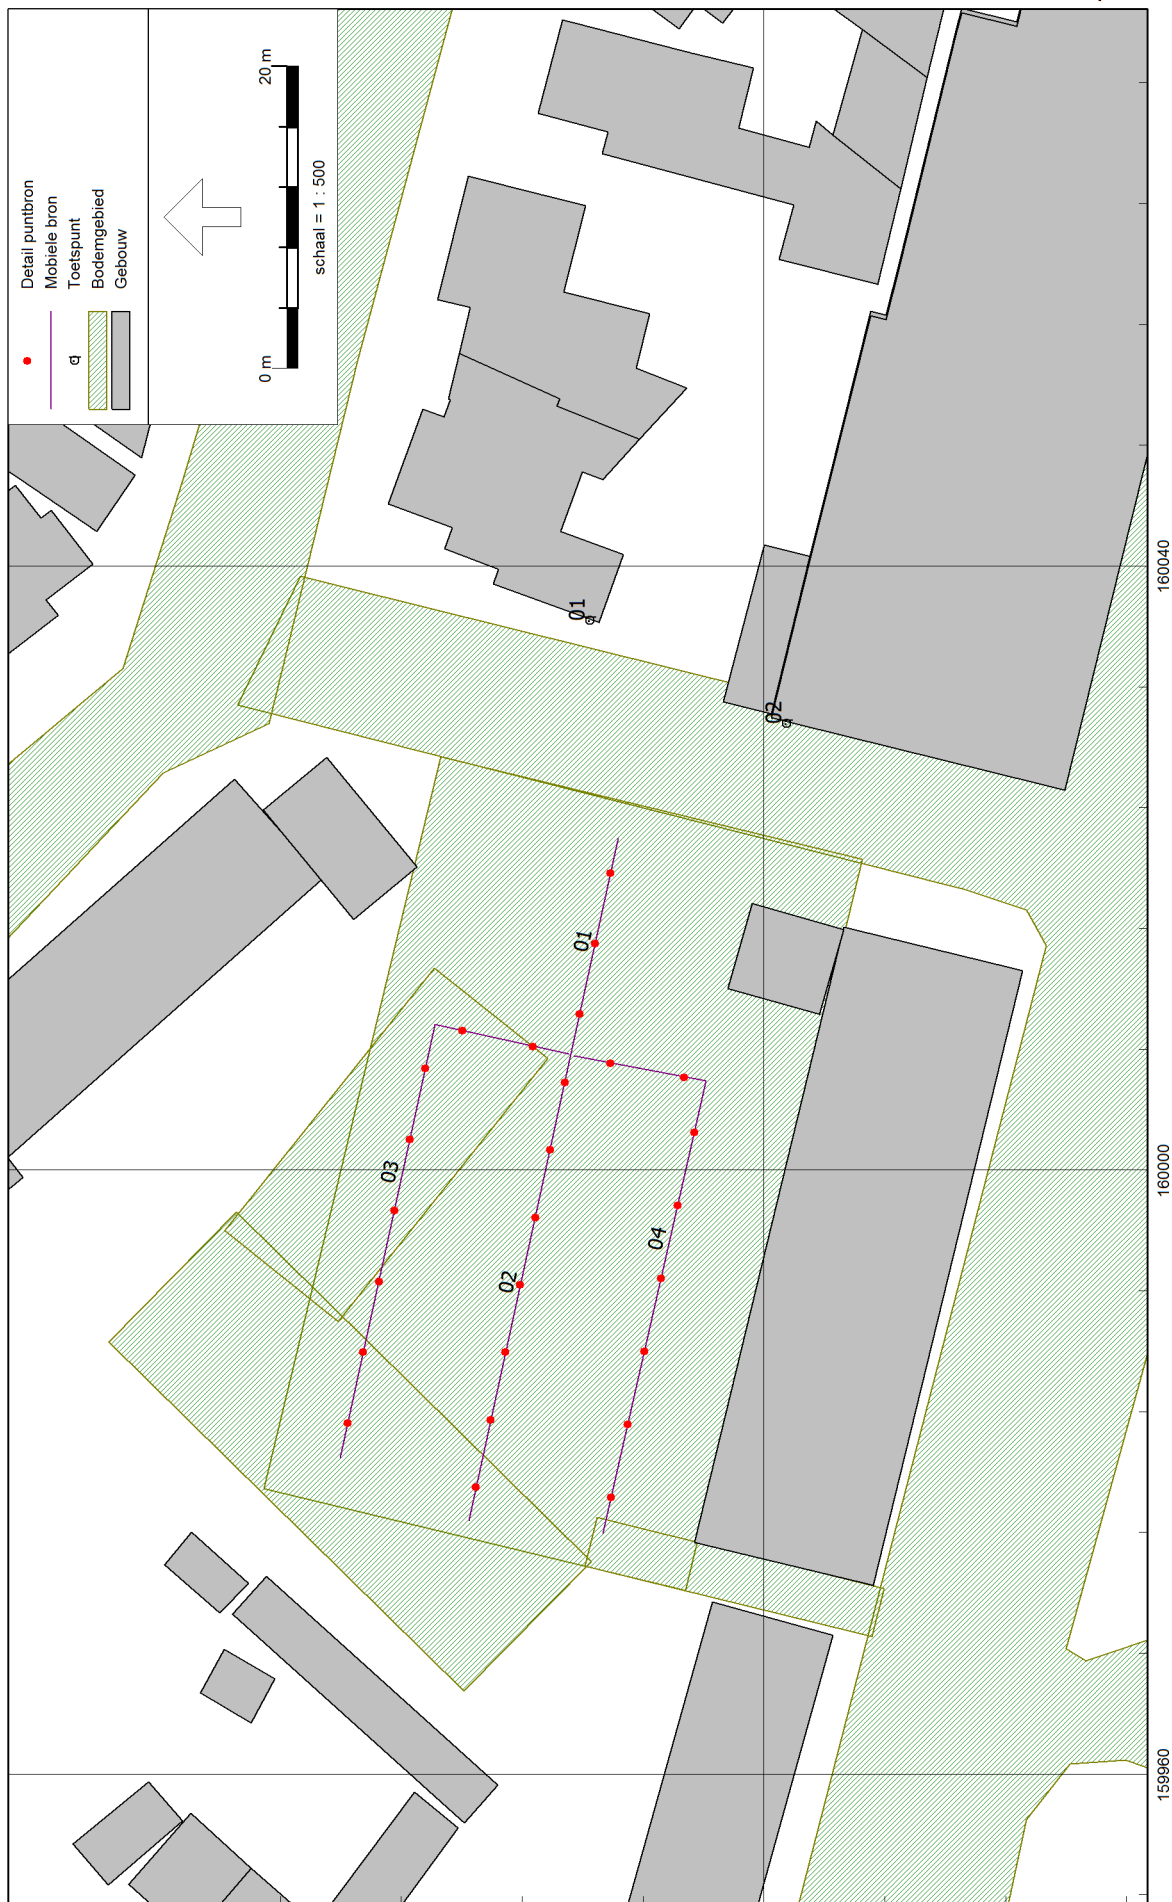 Detail puntbron
Mobiele bron
Toetspunt
Bodemgebied
Gebouw
0 m
20 m
schaal = 1 : 500
01
02
01
02
03
04
159960
160000
160040